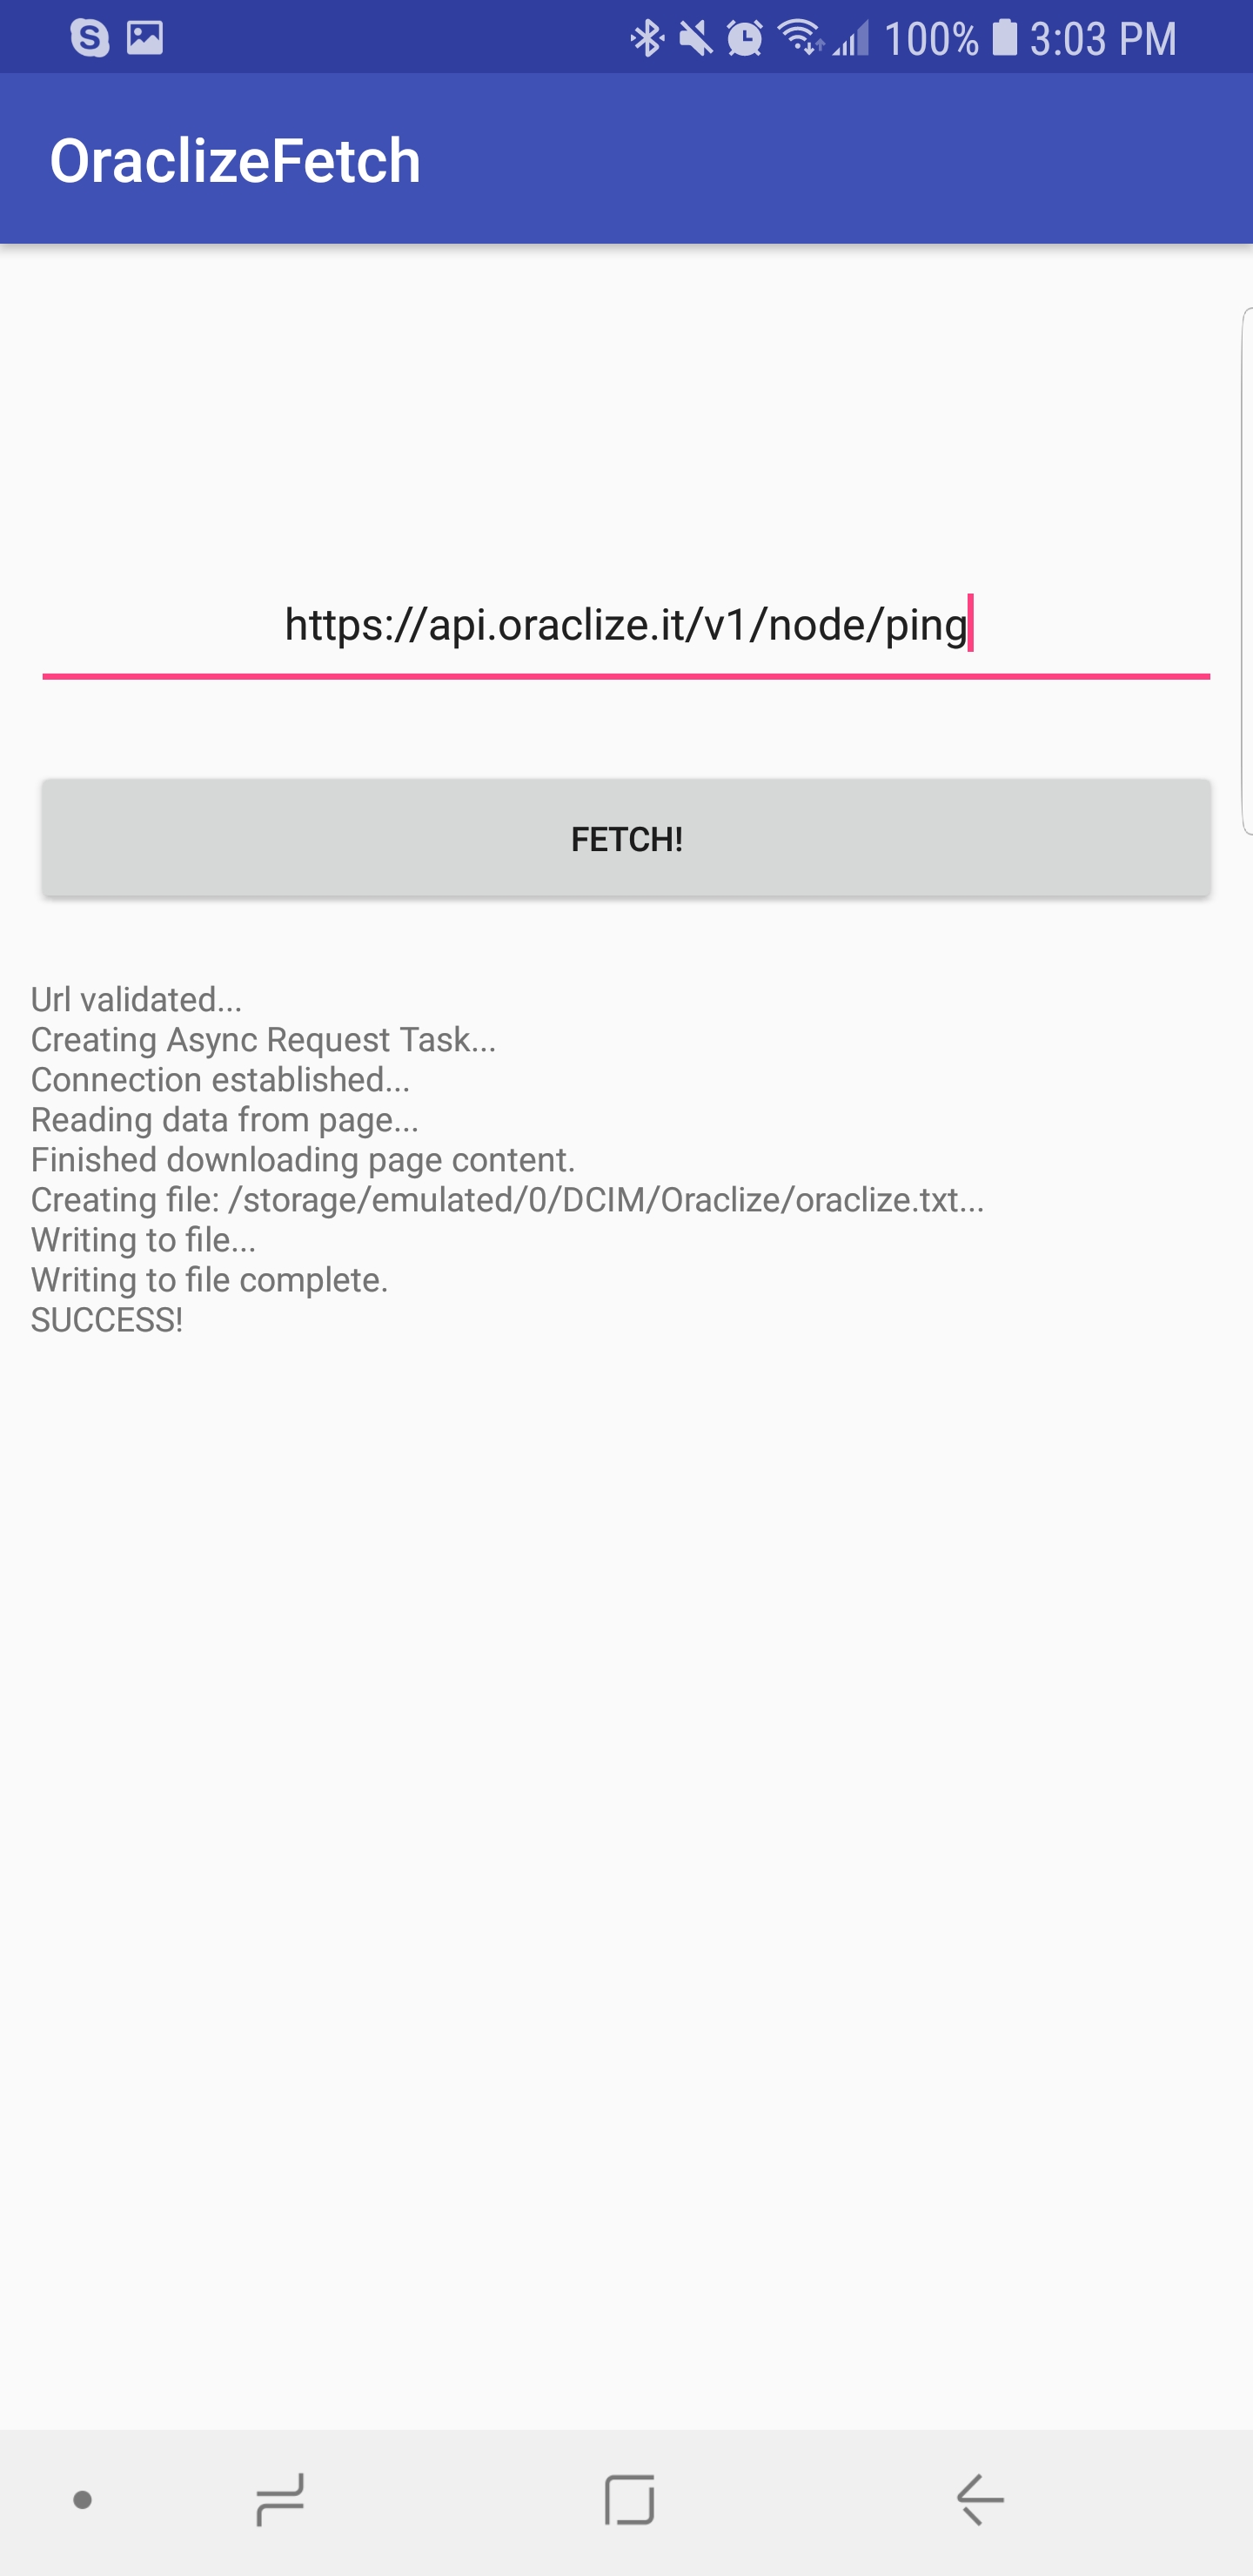 100% 3:03 PM
OraclizeFetch
https://api.oraclize.it/v1/node/ping
FETCH!
Url validated...
Creating Async Request Task...
Connection established...
Reading data from page...
Finished downloading page content.
Creating file: /storage/emulated/0/DCIM/Oraclize/oraclize.txt...
Writing to file...
Writing to file complete.
SUCCESS!